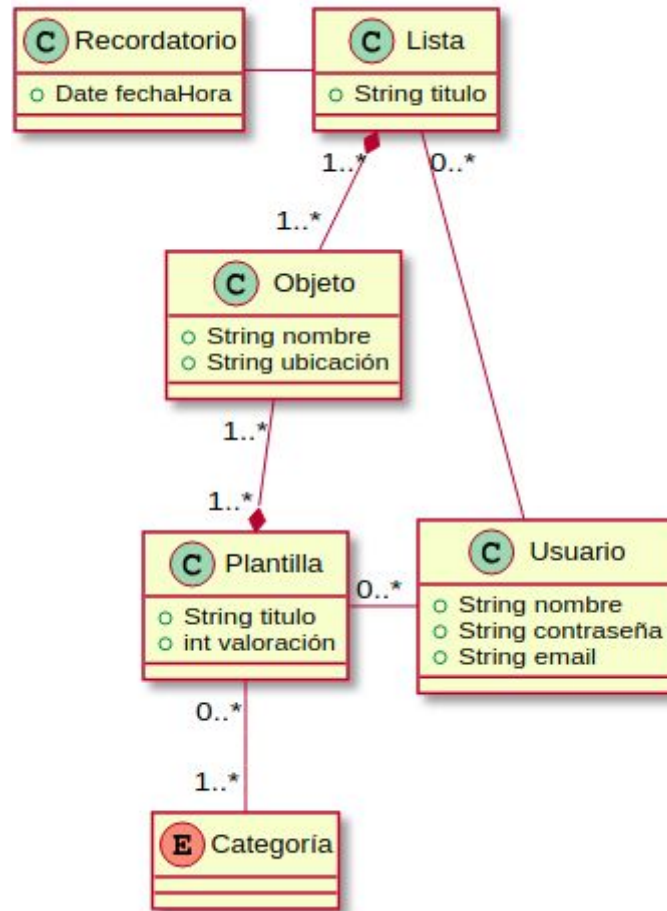 C Recordatorio
Date fechaHora
C Lista
String titulo
1..*
0..*
1..*
C Objeto
String nombre
String ubicación
1..*
1..*
C Plantilla
String titulo
int valoración
0..*
C Usuario
String nombre
String contraseña
String email
0..*
1..*
E Categoría